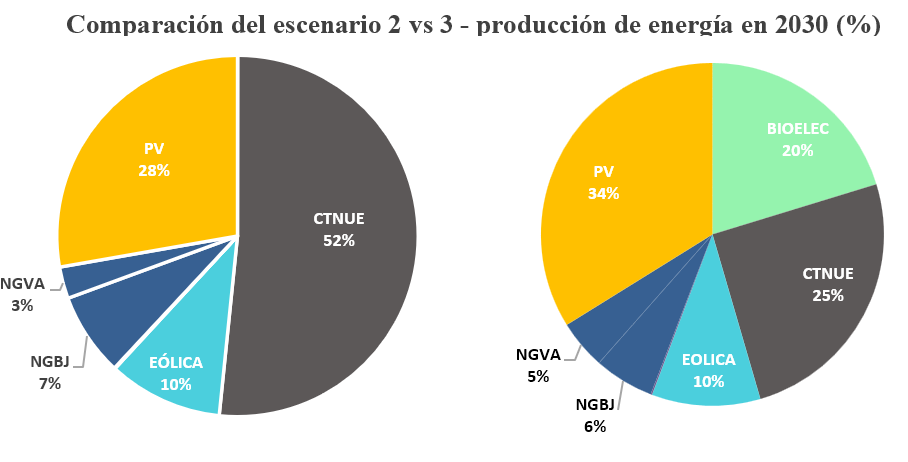 Comparación del escenario 2 vs 3 - producción de energía en 2030 (%)
PV
28%
CTNUE
52%
NGVA
3%
NGBJ
7%
EÓLICA
10%
BIOELEC
20%
PV
34%
CTNUE
25%
NGVA
5%
EOLICA
10%
NGBJ
6%